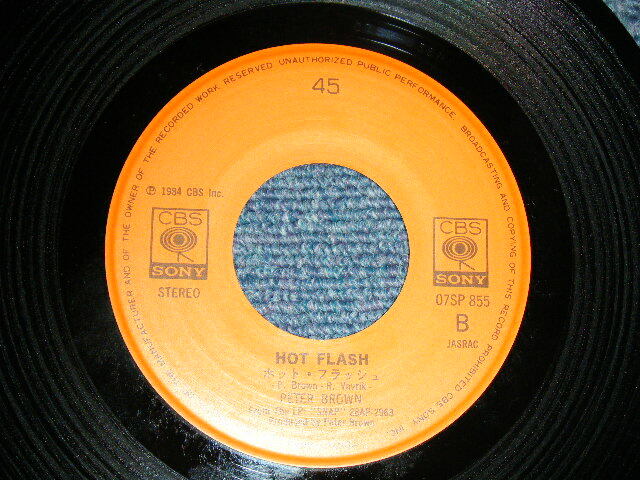 MANUFACTURER AND OF THE OWNER OF THE RECORDED WORK RESERVED UNAUTHORIZED PUBLIC PERFORMANCE, BROADCASTING AND COPYING OF THIS RECORD PROHIBITED CBS SONY INC.
45
℗ 1984 CBS Inc.
CBS
SONY
STEREO
CBS
SONY
07SP 855
B
JASRAC
HOT FLASH
ホット・フラッシュ
-P. Brown - R.
PETER BROWN
From The LP "SNAP" 28AP
Produced by Peter Brown